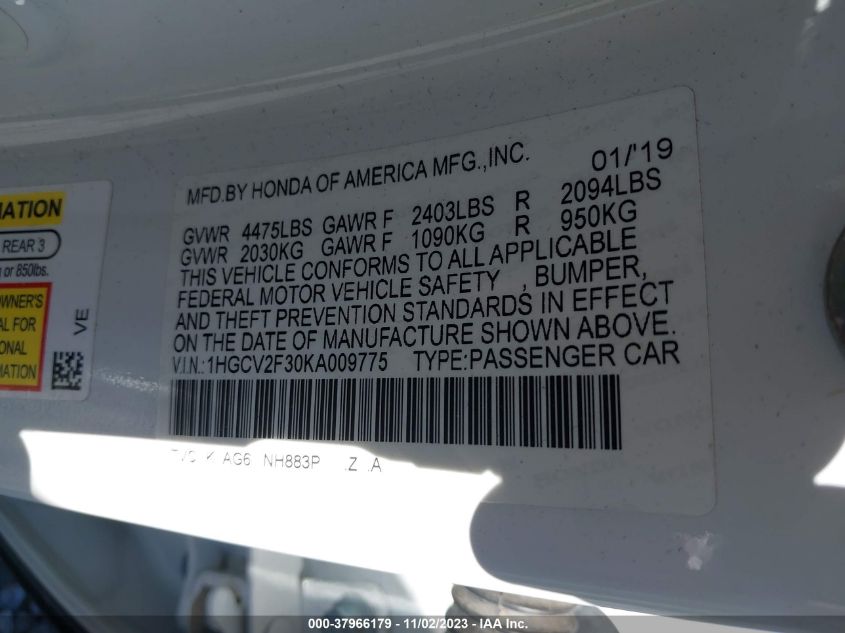 MFD.BY HONDA OF AMERICA MFG.,INC. 01/'19
GVWR 4475LBS GAWR F 2403LBS R 2094LBS
GVWR 2030KG GAWR F 1090KG R 950KG
THIS VEHICLE CONFORMS TO ALL APPLICABLE
FEDERAL MOTOR VEHICLE SAFETY , BUMPER,
AND THEFT PREVENTION STANDARDS IN EFFECT
ON THE DATE OF MANUFACTURE SHOWN ABOVE.
V.I.N.:1HGCV2F30KA009775 TYPE:PASSENGER CAR
AG6 NH883P Z A
MATION
REAR 3
or 850lbs.
OWNER'S
AL FOR
ONAL
MATION
VE
000-37966179 - 11/02/2023 - IAA Inc.